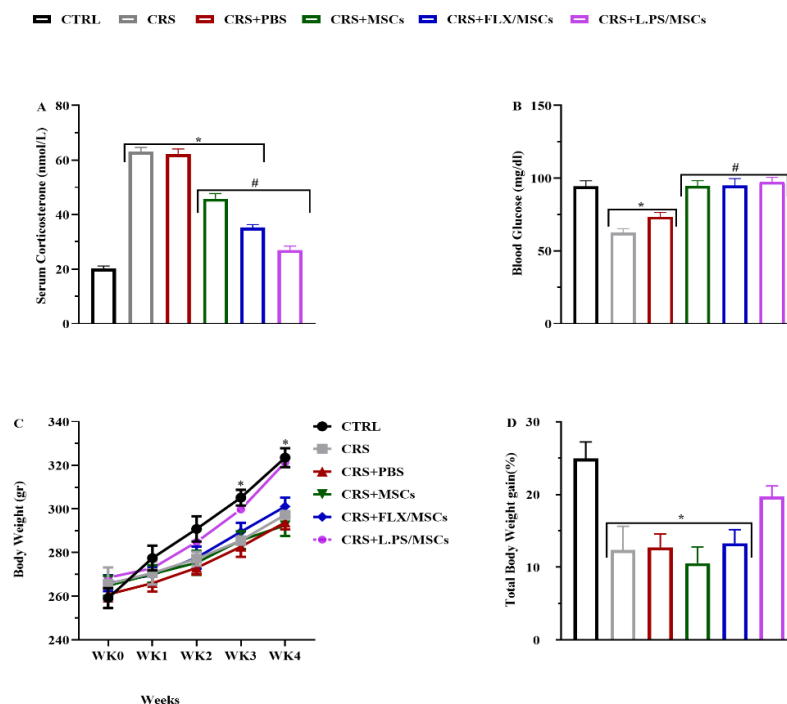 CTRL CRS CRS+PBS CRS+MSCs CRS+FLX/MSCs CRS+L.PS/MSCs
A
Serum Corticosterone (nmol/L)
80
60
40
20
0
*
#
B
Blood Glucose (mg/dl)
150
100
50
0
*
#
C
Body Weight (gr)
340
320
300
280
260
240
*
*
WK0 WK1 WK2 WK3 WK4
Weeks
CTRL
CRS
CRS+PBS
CRS+MSCs
CRS+FLX/MSCs
CRS+L.PS/MSCs
D
Total Body Weight gain(%)
30
20
10
0
*